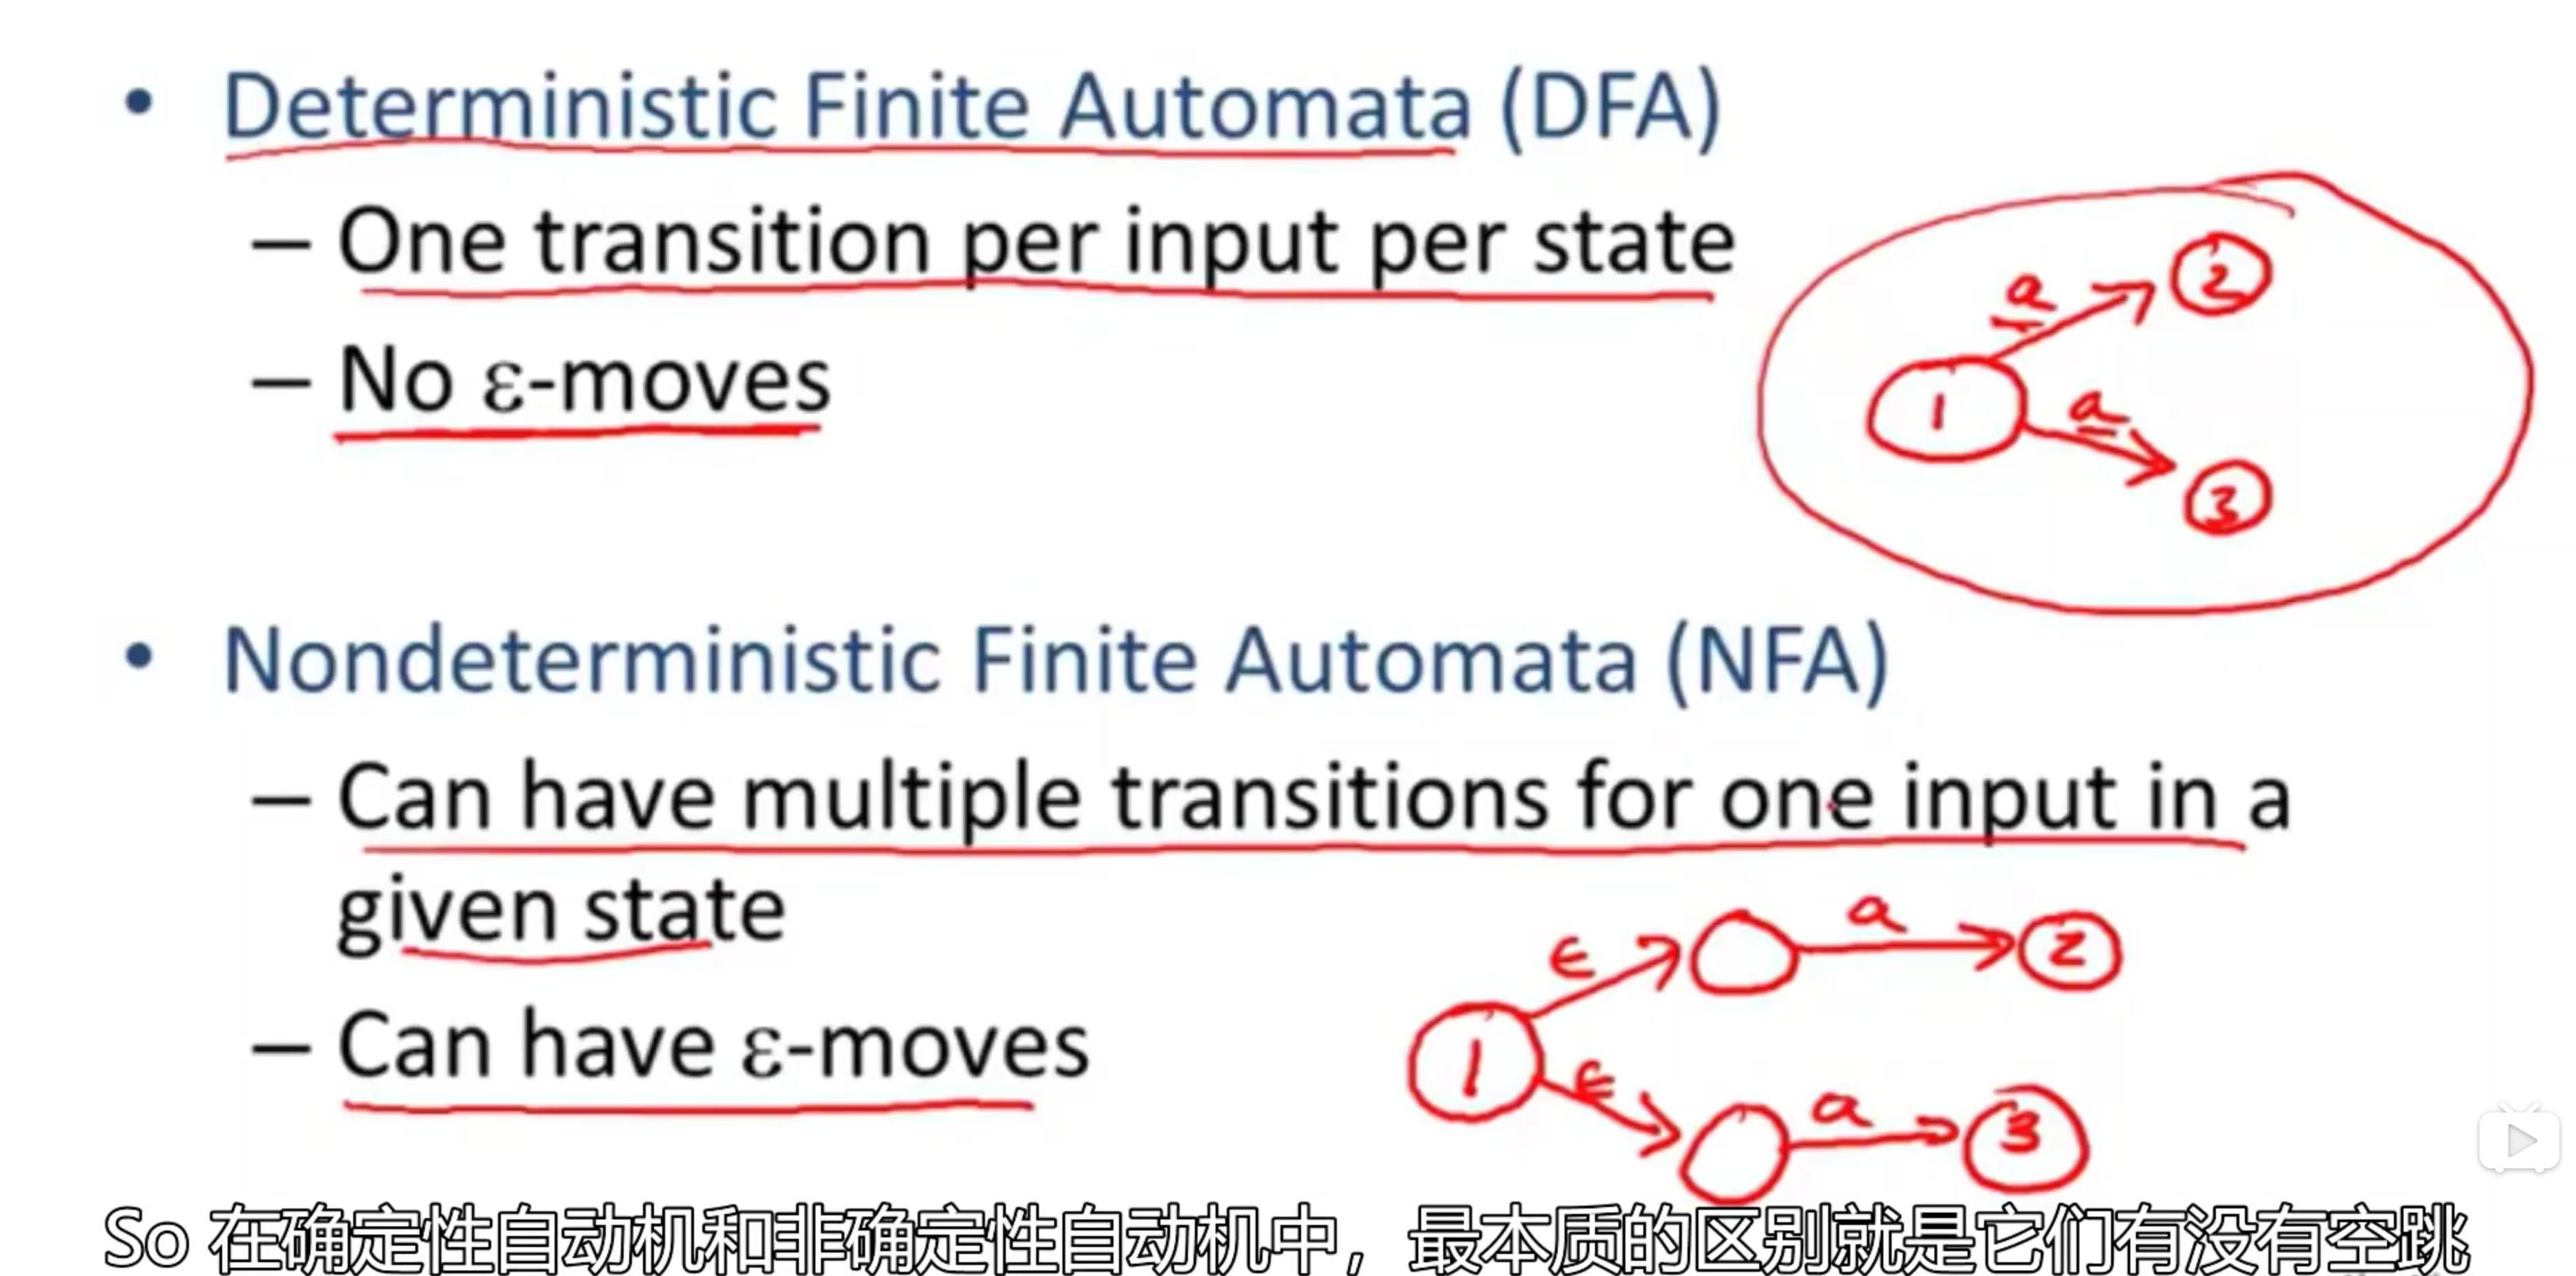 • Deterministic Finite Automata (DFA)
– One transition per input per state
– No ε-moves
a
2
1
a
3
• Nondeterministic Finite Automata (NFA)
– Can have multiple transitions for one input in a
given state
– Can have ε-moves
ϵ
a
2
1
ϵ
a
3
So 在确定性自动机和非确定性自动机中，最本质的区别就是它们有没有空跳